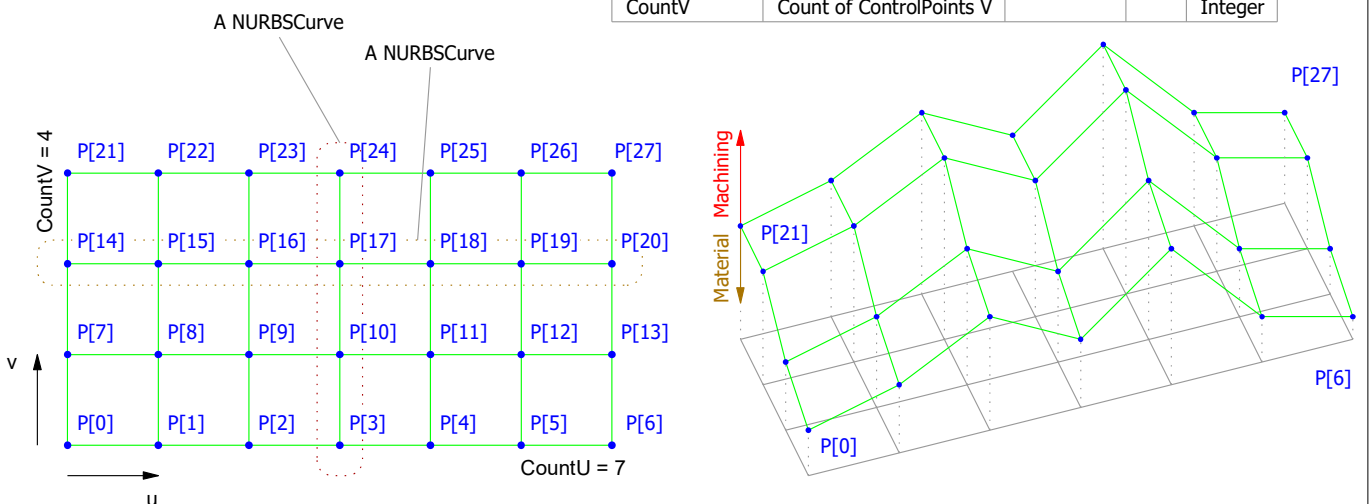 CountV Count of ControlPoints V Integer
A NURBSCurve
A NURBSCurve
CountV = 4
P[21] P[22] P[23] P[24] P[25] P[26] P[27]
P[14] P[15] P[16] P[17] P[18] P[19] P[20]
P[7] P[8] P[9] P[10] P[11] P[12] P[13]
v
P[0] P[1] P[2] P[3] P[4] P[5] P[6]
CountU = 7
u
P[27]
Machining
Material
P[21]
P[6]
P[0]